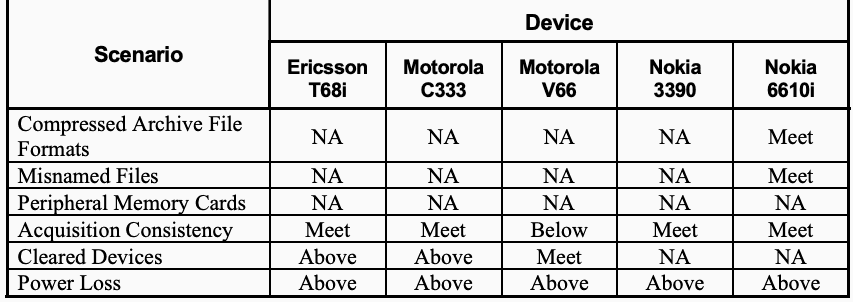 Scenario Device
Ericsson T68i Motorola C333 Motorola V66 Nokia 3390 Nokia 6610i
Compressed Archive File Formats NA NA NA NA Meet
Misnamed Files NA NA NA NA Meet
Peripheral Memory Cards NA NA NA NA NA
Acquisition Consistency Meet Meet Below Meet Meet
Cleared Devices Above Above Meet NA NA
Power Loss Above Above Above Above Above